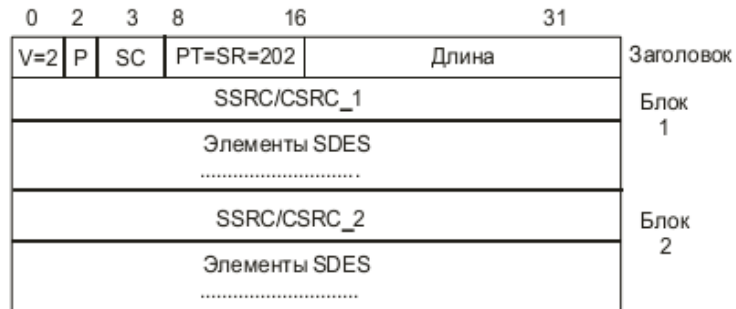 0 2 3 8 16 31
V=2 P SC PT=SR=202 Длина Заголовок
SSRC/CSRC_1 Блок
1
Элементы SDES
..............................
SSRC/CSRC_2 Блок
2
Элементы SDES
..............................